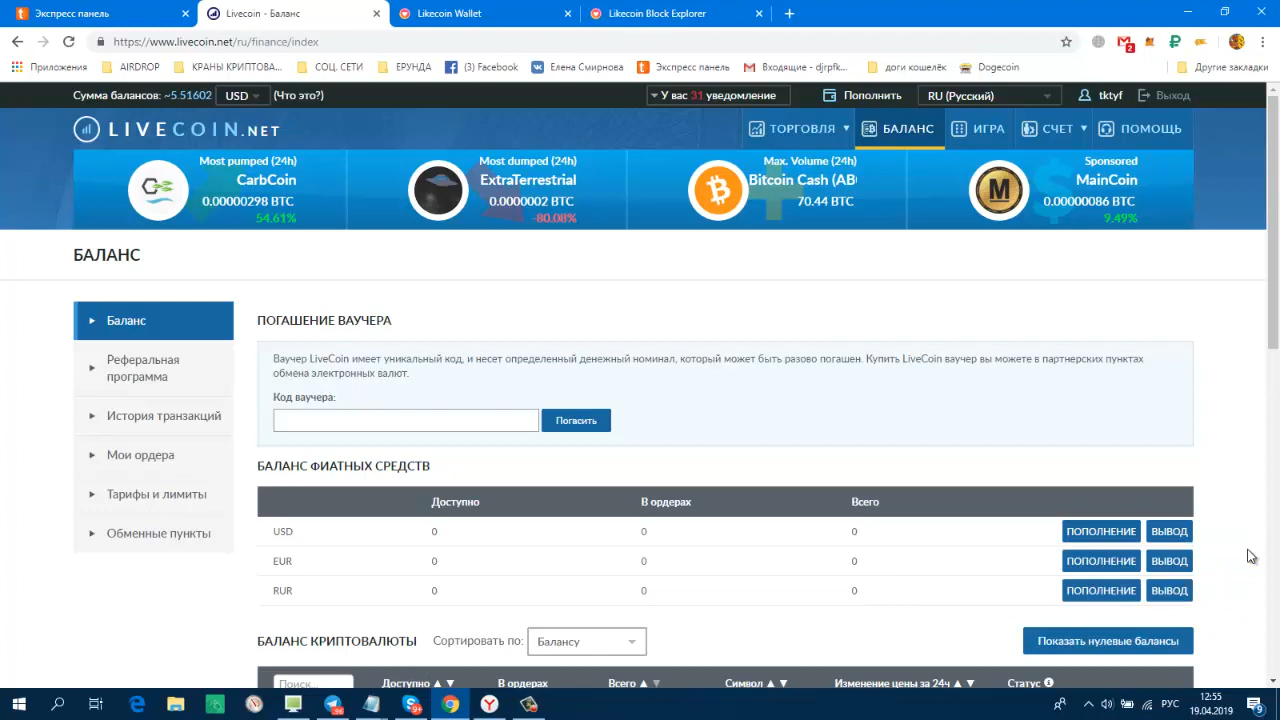 Экспресс панель
Livecoin - Баланс
Likecoin Wallet
Likecoin Block Explorer
https://www.livecoin.net/ru/finance/index
2
Приложения
AIRDROP
КРАНЫ КРИПТОВА...
СОЦ. СЕТИ
ЕРУНДА
(3) Facebook
Елена Смирнова
Экспресс панель
Входящие - djrpfk...
доги кошелёк
Dogecoin
Другие закладки
Сумма балансов: ~5.51602 USD (Что это?)
У вас 31 уведомление
Пополнить
RU (Русский)
tktyf
Выход
LIVECOIN.NET
ТОРГОВЛЯ
БАЛАНС
ИГРА
СЧЕТ
ПОМОЩЬ
Most pumped (24h)
CarbCoin
0.00000298 BTC
54.61%
Most dumped (24h)
ExtraTerrestrial
0.0000002 BTC
-80.08%
Max. Volume (24h)
Bitcoin Cash (AB
70.44 BTC
Sponsored
MainCoin
0.00000086 BTC
9.49%
БАЛАНС
Баланс
Реферальная
программа
История транзакций
Мои ордера
Тарифы и лимиты
Обменные пункты
ПОГАШЕНИЕ ВАУЧЕРА
Ваучер LiveCoin имеет уникальный код, и несет определенный денежный номинал, который может быть разово погашен. Купить LiveCoin ваучер вы можете в партнерских пунктах
обмена электронных валют.
Код ваучера:
Погасить
БАЛАНС ФИАТНЫХ СРЕДСТВ
Доступно В ордерах Всего
USD 0 0 0 ПОПОЛНЕНИЕ ВЫВОД
EUR 0 0 0 ПОПОЛНЕНИЕ ВЫВОД
RUR 0 0 0 ПОПОЛНЕНИЕ ВЫВОД
БАЛАНС КРИПТОВАЛЮТЫ Сортировать по: Балансу Показать нулевые балансы
Поиск... Доступно В ордерах Всего Символ Изменение цены за 24ч Статус
РУС
12:55
19.04.2019